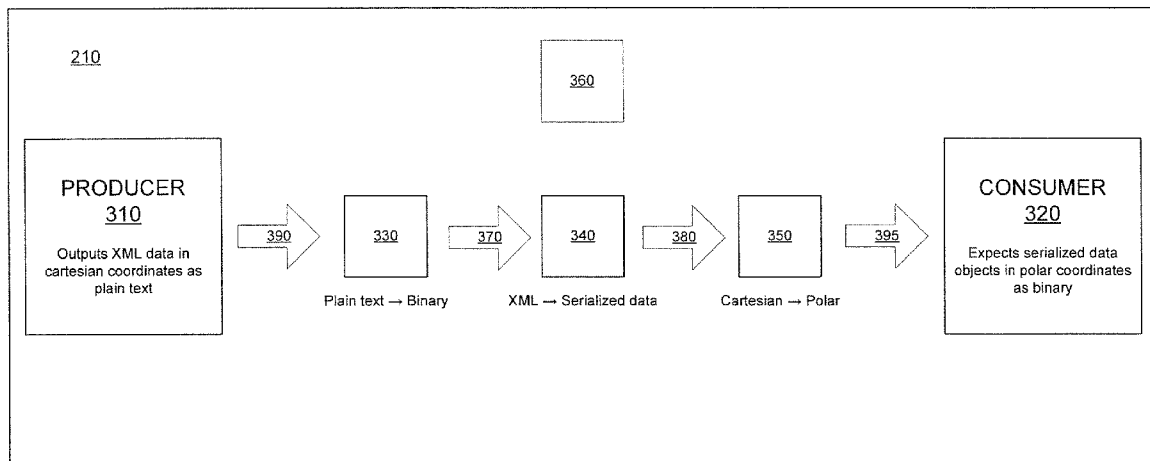 210
360
PRODUCER
310
Outputs XML data in
cartesian coordinates as
plain text
390
330
370
340
380
350
395
CONSUMER
320
Expects serialized data
objects in polar coordinates
as binary
Plain text → Binary
XML → Serialized data
Cartesian → Polar